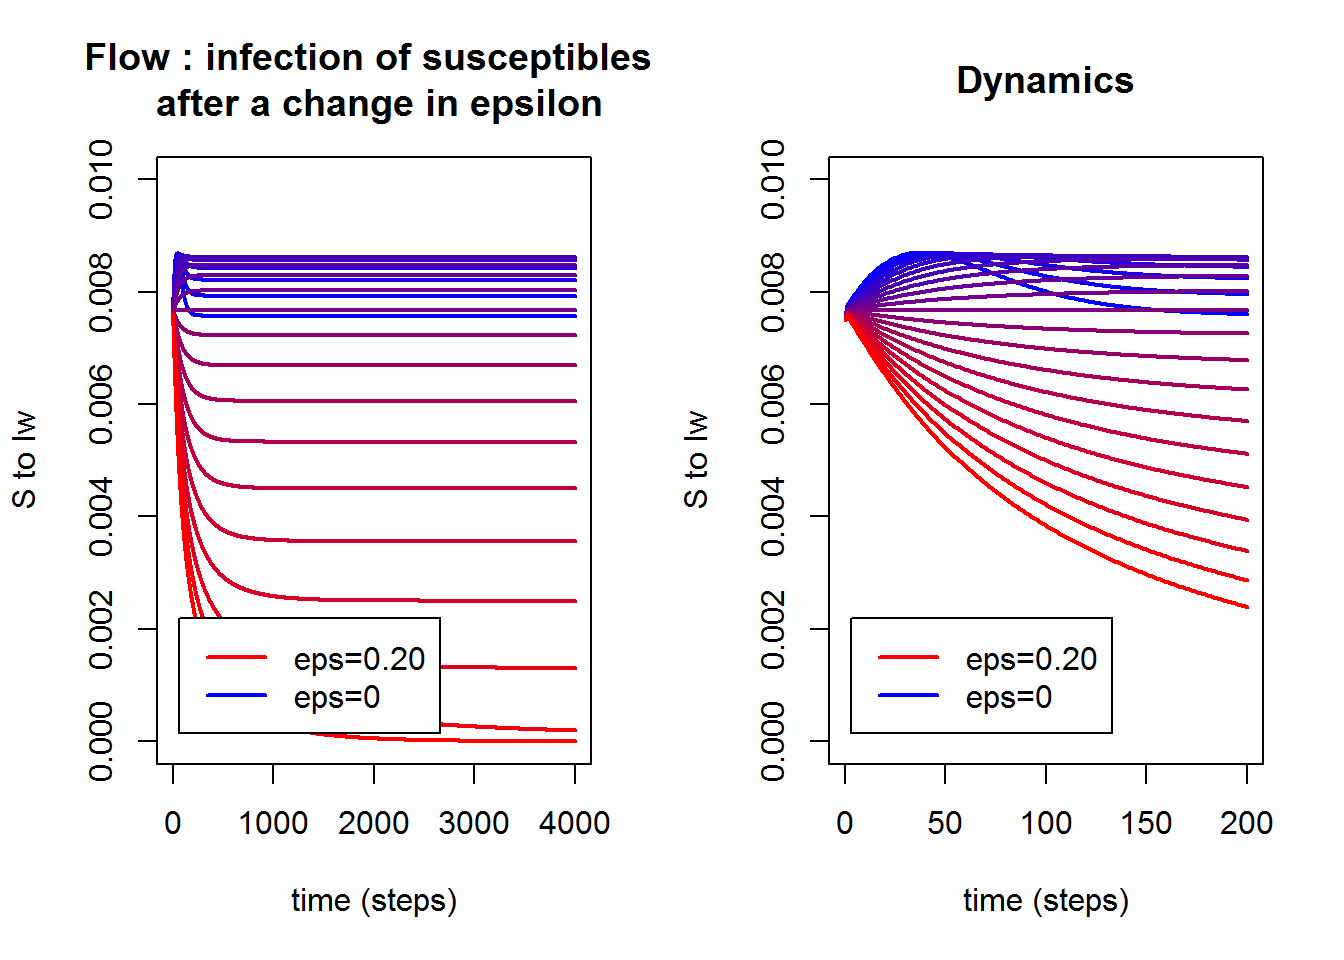 Flow : infection of susceptibles
after a change in epsilon
S to Iw
0.010
0.008
0.006
0.004
0.002
0.000
eps=0.20
eps=0
0 1000 2000 3000 4000
time (steps)
Dynamics
S to Iw
0.010
0.008
0.006
0.004
0.002
0.000
eps=0.20
eps=0
0 50 100 150 200
time (steps)